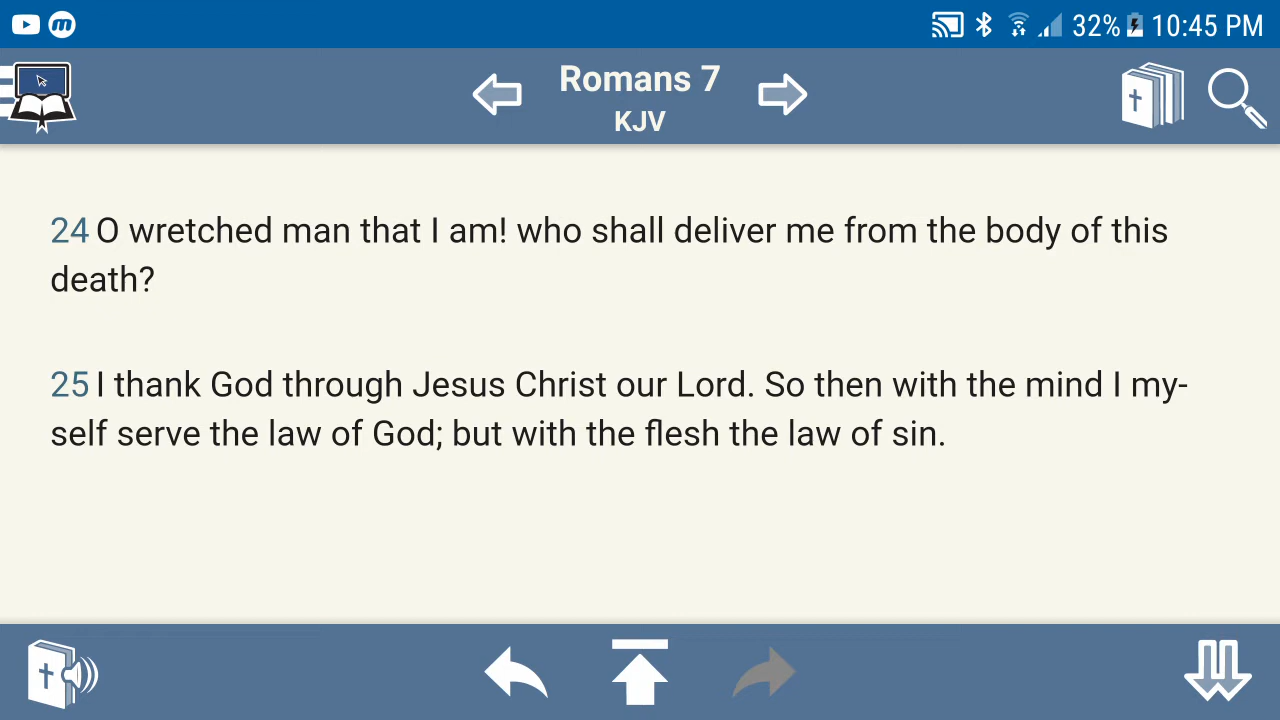 32% 10:45 PM
Romans 7
KJV
24 O wretched man that I am! who shall deliver me from the body of this
death?
25 I thank God through Jesus Christ our Lord. So then with the mind I my-
self serve the law of God; but with the flesh the law of sin.